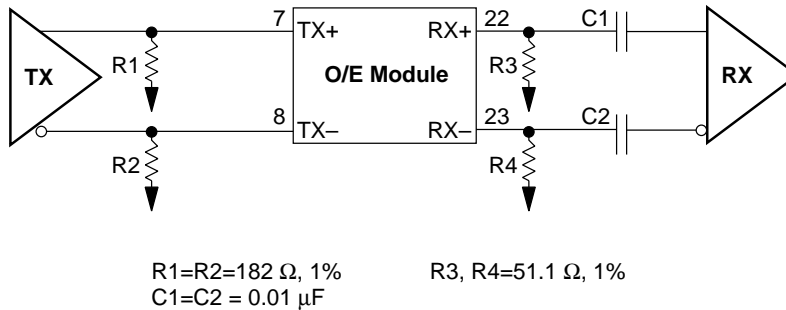 7 22 C1
TX+ RX+
R1 R3
TX O/E Module RX
8 23 C2
TX– RX–
R2 R4
R1=R2=182 Ω, 1% R3, R4=51.1 Ω, 1%
C1=C2 = 0.01 µF